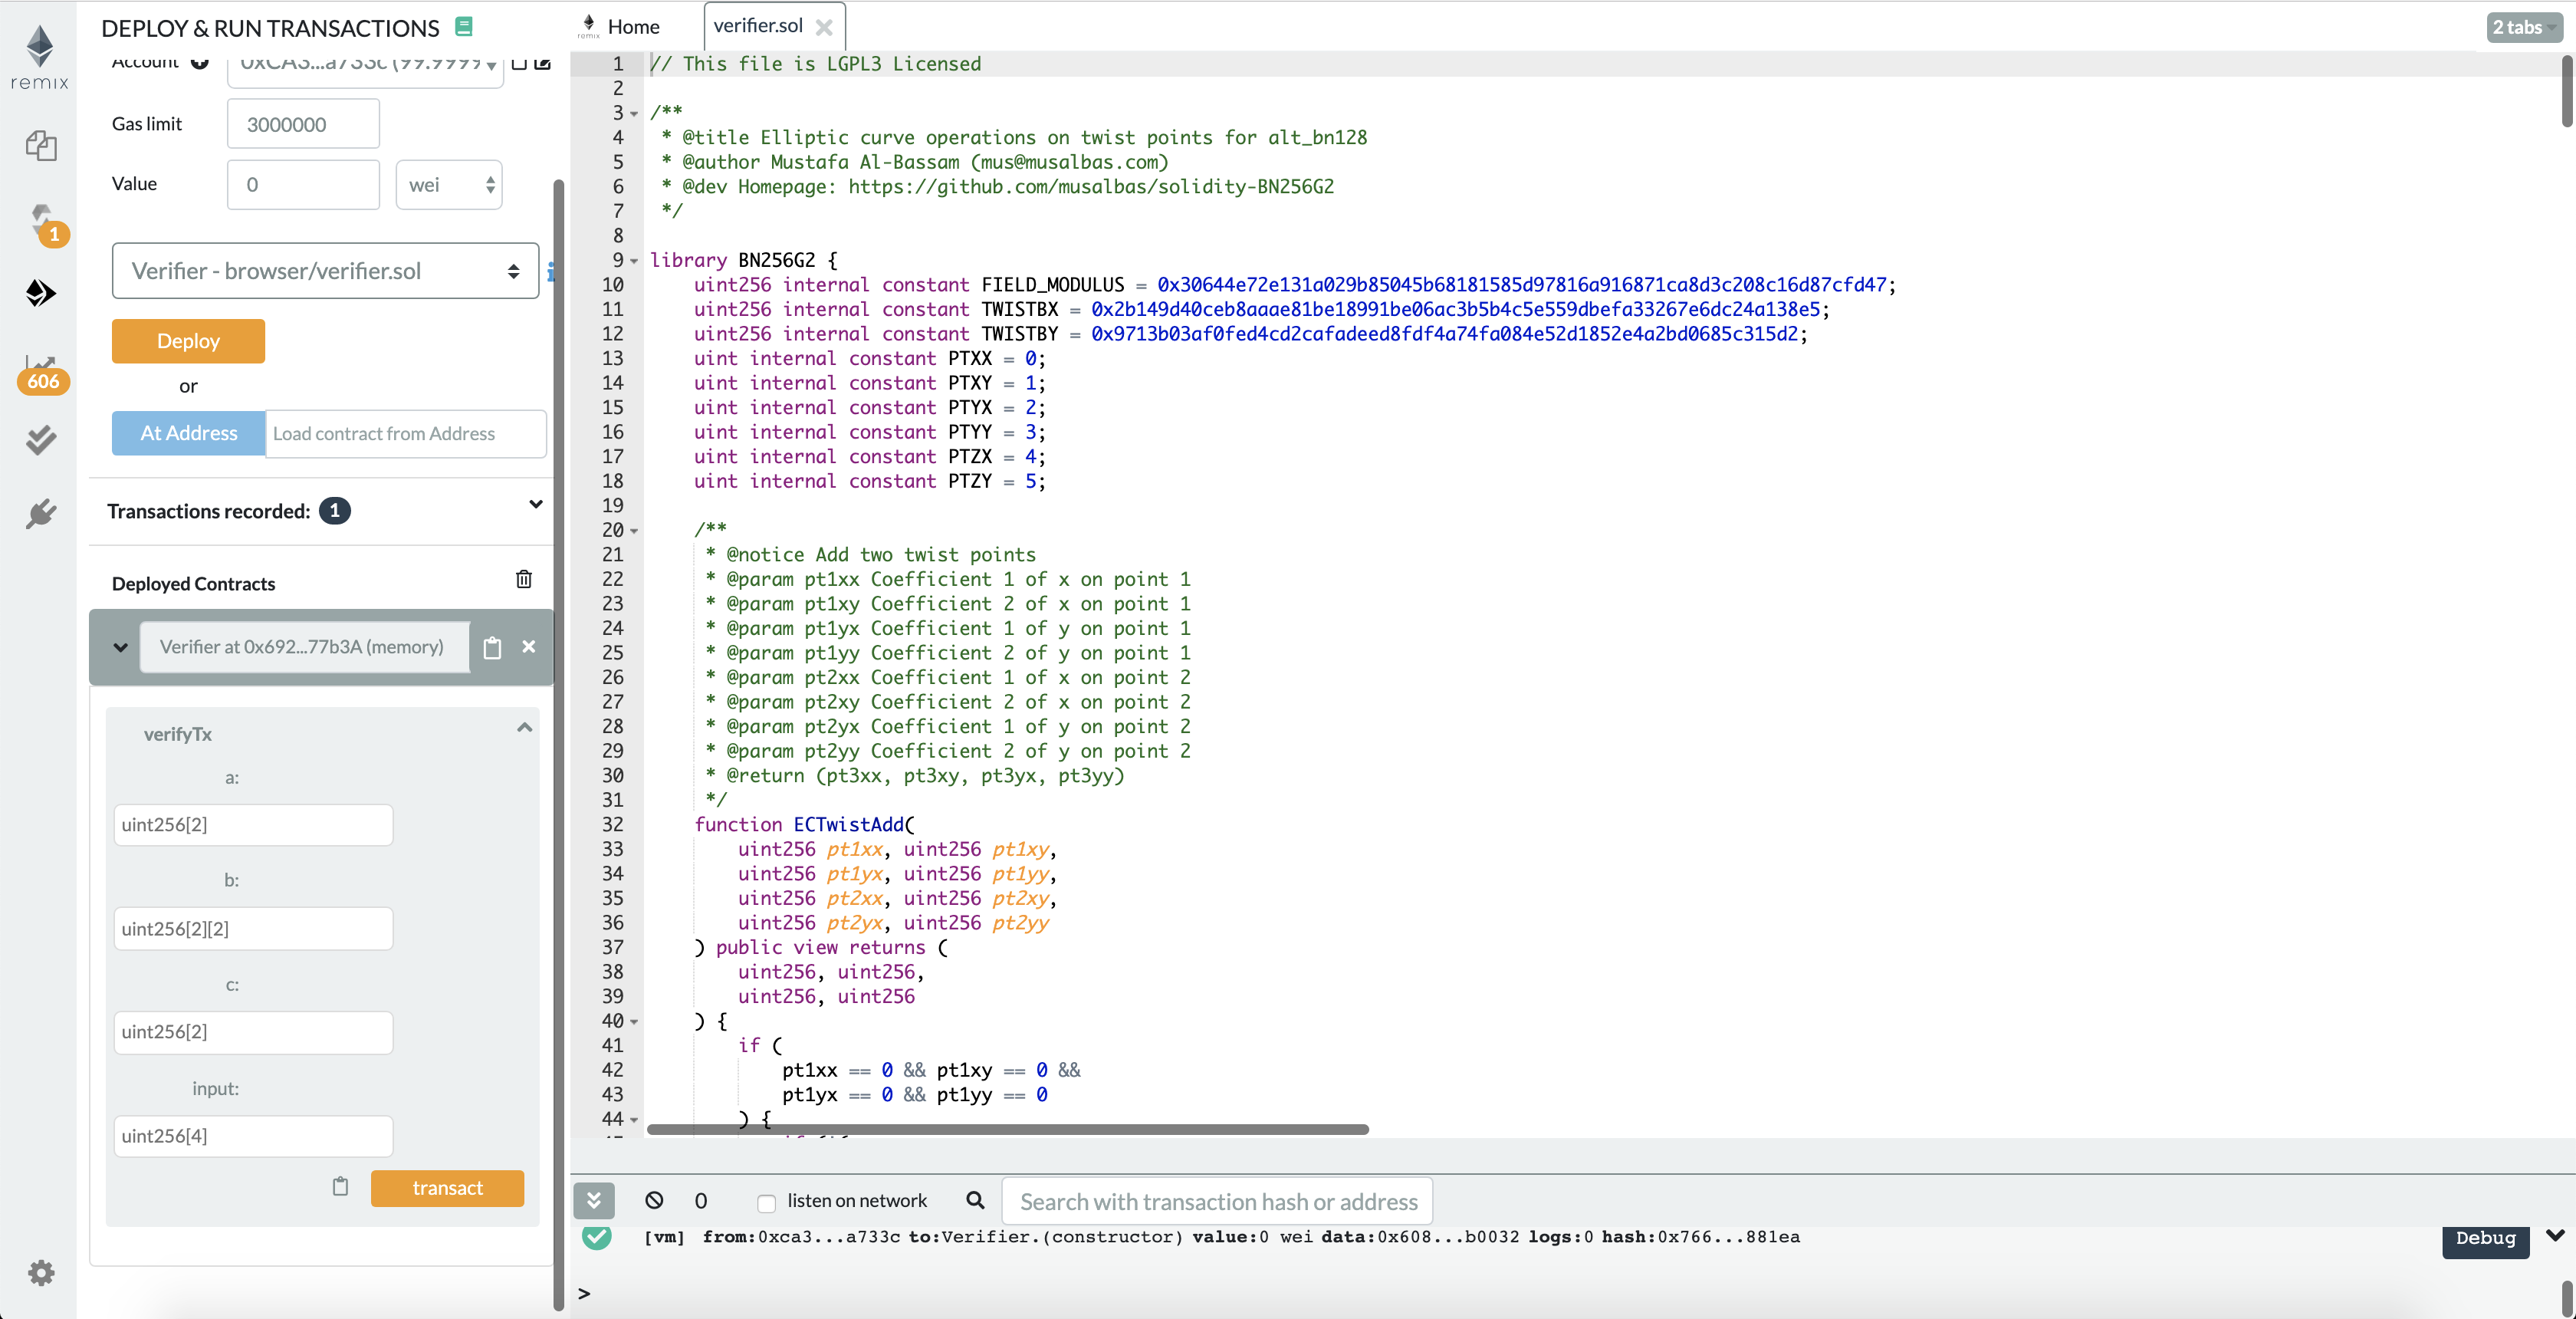 remix
1
606
DEPLOY & RUN TRANSACTIONS
Account 0xCA3...a733c (99.9999
Gas limit 3000000
Value 0 wei
Verifier - browser/verifier.sol
i
Deploy
or
At Address Load contract from Address
Transactions recorded: 1
Deployed Contracts
Verifier at 0x692...77b3A (memory)
verifyTx
a:
uint256[2]
b:
uint256[2][2]
c:
uint256[2]
input:
uint256[4]
transact
remix Home verifier.sol
2 tabs
1 // This file is LGPL3 Licensed
2
3 /**
4 * @title Elliptic curve operations on twist points for alt_bn128
5 * @author Mustafa Al-Bassam (mus@musalbas.com)
6 * @dev Homepage: https://github.com/musalbas/solidity-BN256G2
7 */
8
9 library BN256G2 {
10 uint256 internal constant FIELD_MODULUS = 0x30644e72e131a029b85045b68181585d97816a916871ca8d3c208c16d87cfd47;
11 uint256 internal constant TWISTBX = 0x2b149d40ceb8aaae81be18991be06ac3b5b4c5e559dbefa33267e6dc24a138e5;
12 uint256 internal constant TWISTBY = 0x9713b03af0fed4cd2cafadeed8fdf4a74fa084e52d1852e4a2bd0685c315d2;
13 uint internal constant PTXX = 0;
14 uint internal constant PTXY = 1;
15 uint internal constant PTYX = 2;
16 uint internal constant PTYY = 3;
17 uint internal constant PTZX = 4;
18 uint internal constant PTZY = 5;
19
20 /**
21 * @notice Add two twist points
22 * @param pt1xx Coefficient 1 of x on point 1
23 * @param pt1xy Coefficient 2 of x on point 1
24 * @param pt1yx Coefficient 1 of y on point 1
25 * @param pt1yy Coefficient 2 of y on point 1
26 * @param pt2xx Coefficient 1 of x on point 2
27 * @param pt2xy Coefficient 2 of x on point 2
28 * @param pt2yx Coefficient 1 of y on point 2
29 * @param pt2yy Coefficient 2 of y on point 2
30 * @return (pt3xx, pt3xy, pt3yx, pt3yy)
31 */
32 function ECTwistAdd(
33 uint256 pt1xx, uint256 pt1xy,
34 uint256 pt1yx, uint256 pt1yy,
35 uint256 pt2xx, uint256 pt2xy,
36 uint256 pt2yx, uint256 pt2yy
37 ) public view returns (
38 uint256, uint256,
39 uint256, uint256
40 ) {
41 if (
42 pt1xx == 0 && pt1xy == 0 &&
43 pt1yx == 0 && pt1yy == 0
44 ) {
0 listen on network Search with transaction hash or address
[vm] from:0xca3...a733c to:Verifier.(constructor) value:0 wei data:0x608...b0032 logs:0 hash:0x766...881ea Debug
>